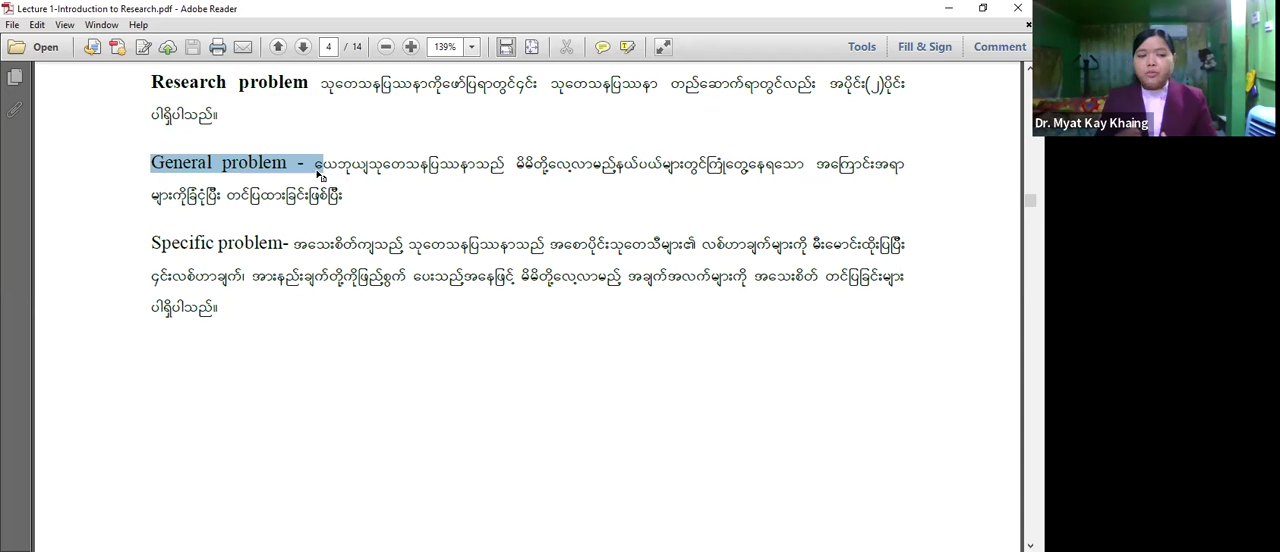 Lecture 1-Introduction to Research.pdf - Adobe Reader
File Edit View Window Help
Open 4 / 14 139% Tools Fill & Sign Comment
Dr. Myat Kay Khaing
Research problem သုတေသနပြဿနာကိုဖော်ပြရာတွင်၎င်း သုတေသနပြဿနာ တည်ဆောက်ရာတွင်လည်း အပိုင်း(၂)ပိုင်း
ပါရှိပါသည်။
General problem - ယေဘုယျသုတေသနပြဿနာသည် မိမိတို့လေ့လာမည့်နယ်ပယ်များတွင်ကြုံတွေ့နေရသော အကြောင်းအရာ
များကိုခြုံငုံပြီး တင်ပြထားခြင်းဖြစ်ပြီး
Specific problem- အသေးစိတ်ကျသည့် သုတေသနပြဿနာသည် အစောပိုင်းသုတေသီများ၏ လစ်ဟာချက်များကို မီးမောင်းထိုးပြပြီး
၎င်းလစ်ဟာချက်၊ အားနည်းချက်တို့ကိုဖြည့်စွက် ပေးသည့်အနေဖြင့် မိမိတို့လေ့လာမည့် အချက်အလက်များကို အသေးစိတ် တင်ပြခြင်းများ
ပါရှိပါသည်။